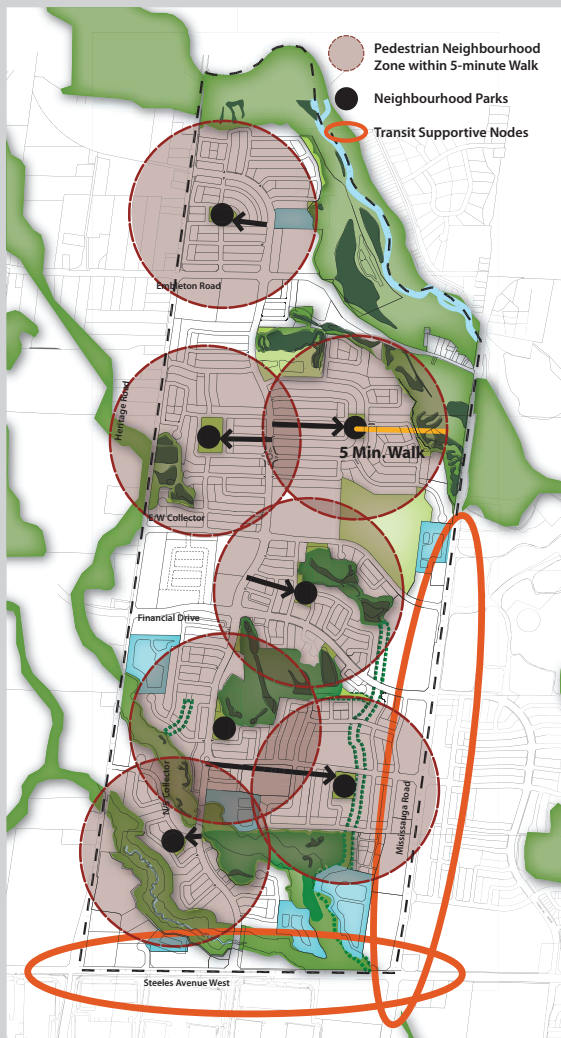 Pedestrian Neighbourhood
Zone within 5-minute Walk
Neighbourhood Parks
Transit Supportive Nodes
Embleton Road
Heritage Road
5 Min. Walk
E/W Collector
Financial Drive
N/S Collector
Mississauga Road
Steeles Avenue West